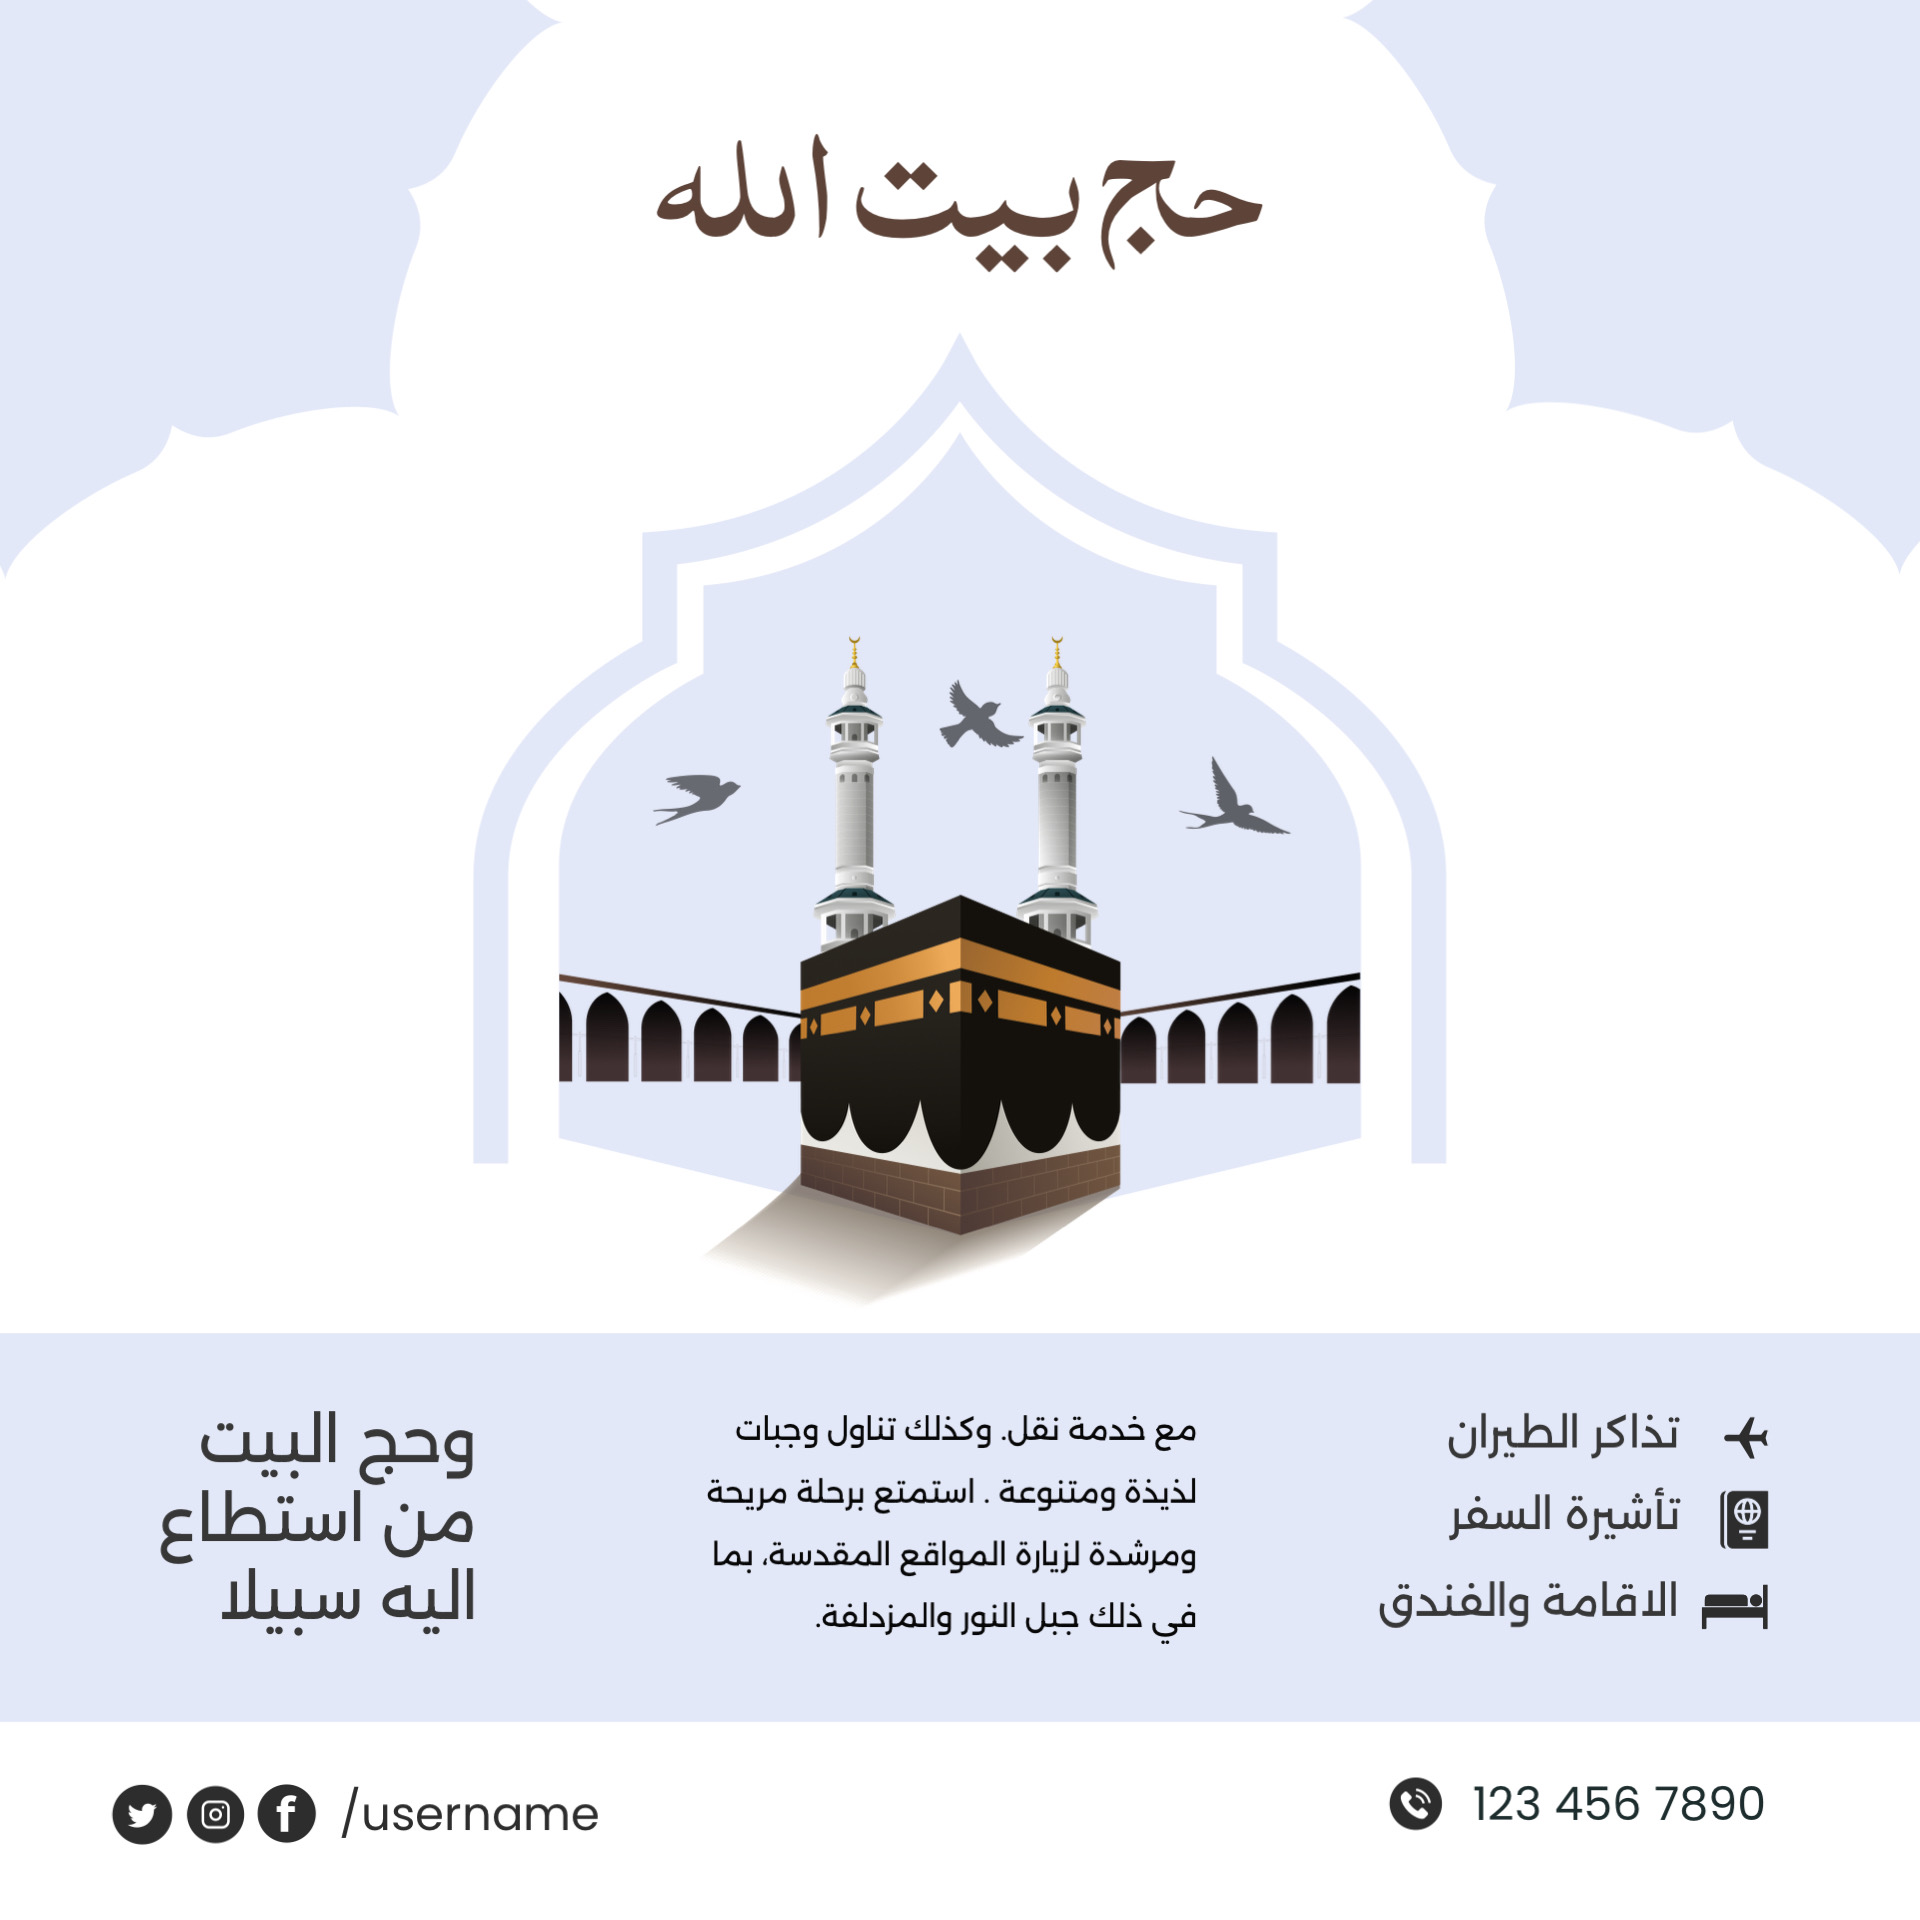 حج بيت الله
تذاكر الطيران
تأشيرة السفر
الاقامة والفندق
مع خدمة نقل. وكذلك تناول وجبات
لذيذة ومتنوعة . استمتع برحلة مريحة
ومرشدة لزيارة المواقع المقدسة، بما
في ذلك جبل النور والمزدلفة.
وحج البيت
من استطاع
اليه سبيلا
/username
123 456 7890